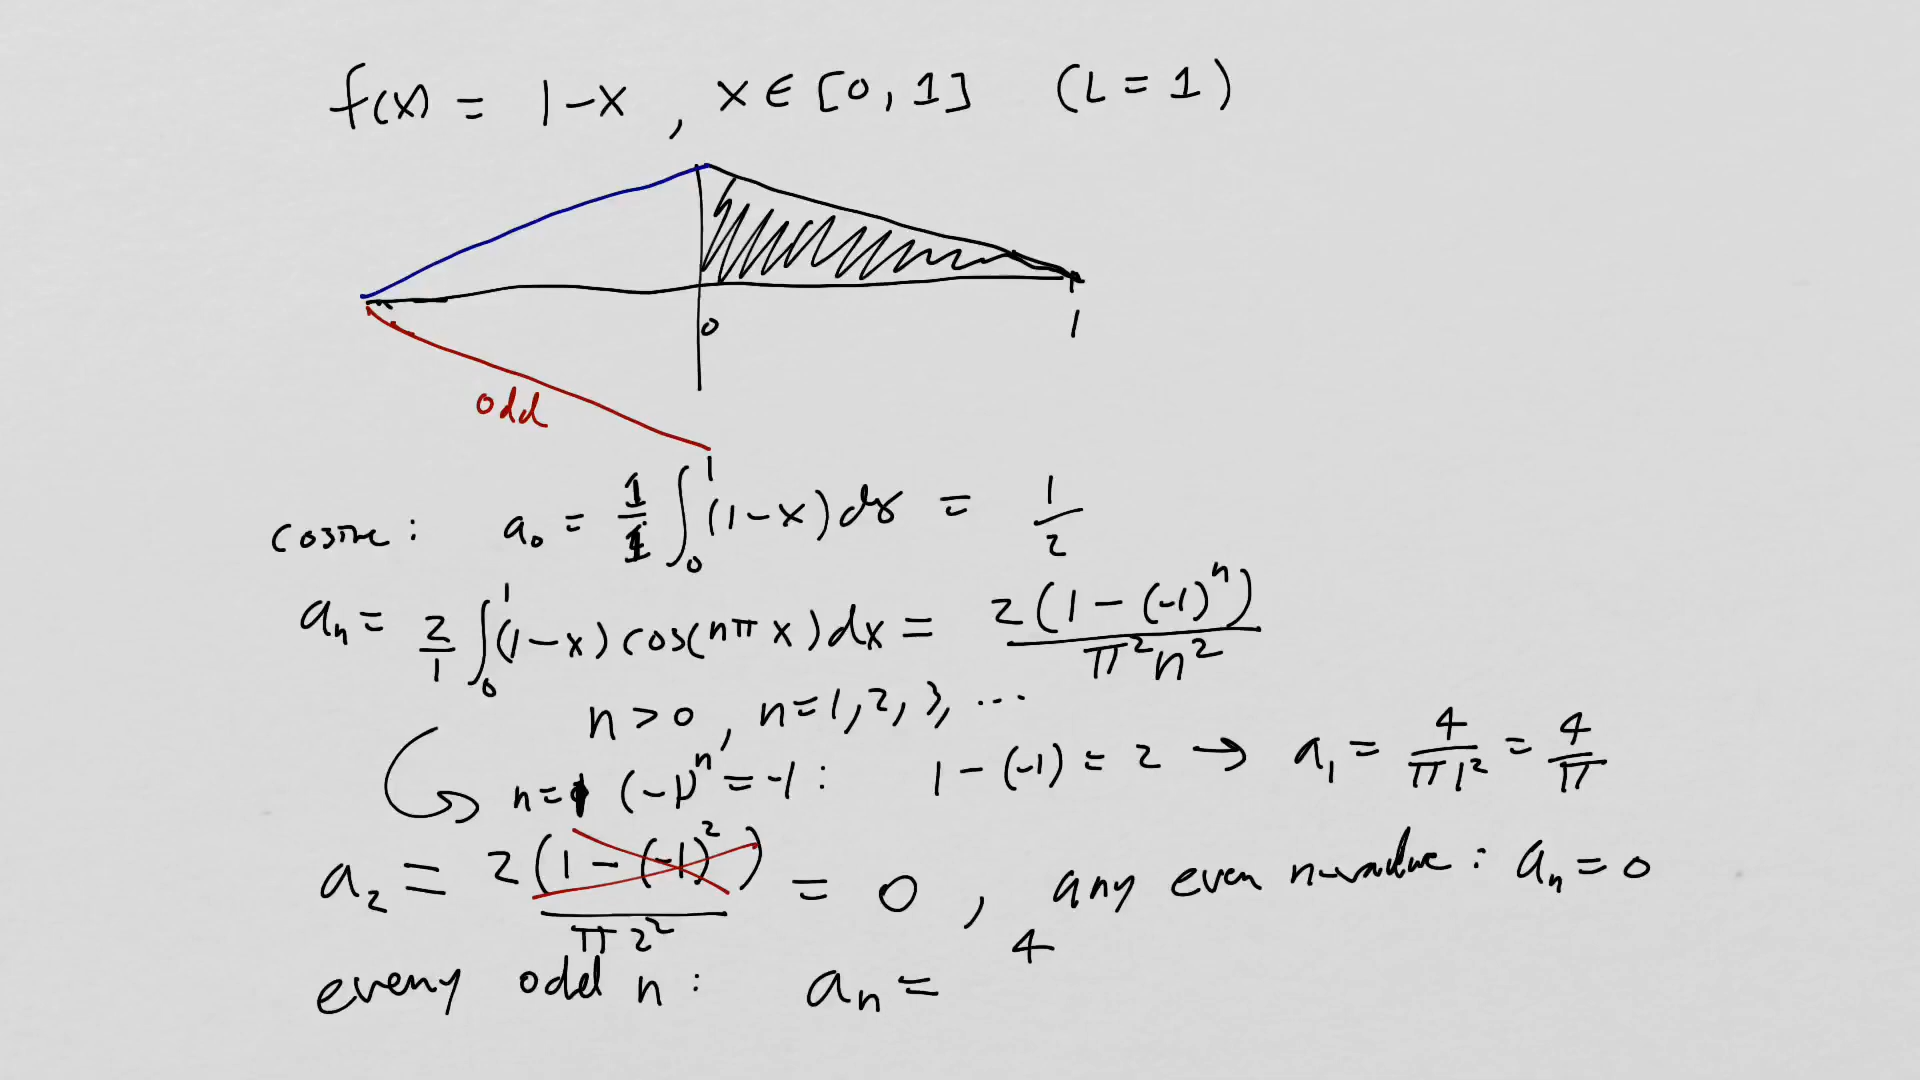 f(x) = 1-x , x ∈ [0, 1] (L = 1)
0
1
odd
cosine: a₀ = 1/1 ∫₀¹ (1-x) dx = 1/2
aₙ = 2/1 ∫₀¹ (1-x) cos(nπ x) dx = 2(1 - (-1)ⁿ) / π²n²
n > 0 , n = 1, 2, 3, ...
n = 1 (-1)ⁿ = -1 : 1 - (-1) = 2 → a₁ = 4/π1² = 4/π
a₂ = 2(1 - (-1)²) / π2² = 0 , any even n-value : aₙ = 0
every odd n : aₙ = 4